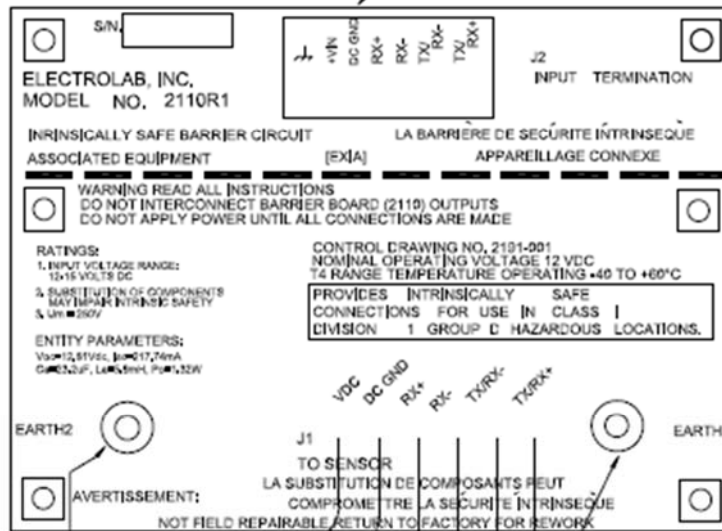 S/N.
⏚ +VIN DC GND RX+ RX- TX/RX- TX/RX+
J2
INPUT TERMINATION
ELECTROLAB, INC.
MODEL NO. 2110R1
INRINSICALLY SAFE BARRIER CIRCUIT
LA BARRIÈRE DE SÉCURITE INTRINSEQUE
ASSOCIATED EQUIPMENT
[EXIA]
APPAREILLAGE CONNEXE
WARNING READ ALL INSTRUCTIONS
DO NOT INTERCONNECT BARRIER BOARD (2110) OUTPUTS
DO NOT APPLY POWER UNTIL ALL CONNECTIONS ARE MADE
RATINGS:
1. INPUT VOLTAGE RANGE:
12-15 VOLTS DC
2. SUBSTITUTION OF COMPONENTS
MAY IMPAIR INTRINSIC SAFETY
3. Um = 250V
ENTITY PARAMETERS:
CONTROL DRAWING NO. 2191-001
NOMINAL OPERATING VOLTAGE 12 VDC
T4 RANGE TEMPERATURE OPERATING -40 TO +60°C
PROVIDES INTRINSICALLY SAFE
CONNECTIONS FOR USE IN CLASS I
DIVISION 1 GROUP D HAZARDOUS LOCATIONS.
VDC DC GND RX+ RX- TX/RX- TX/RX+
EARTH2
EARTH
J1
TO SENSOR
LA SUBSTITUTION DE COMPOSANTS PEUT
AVERTISSEMENT:
COMPROMETTRE LA SECURITE INTRINSEQUE
NOT FIELD REPAIRABLE, RETURN TO FACTORY FOR REWORK